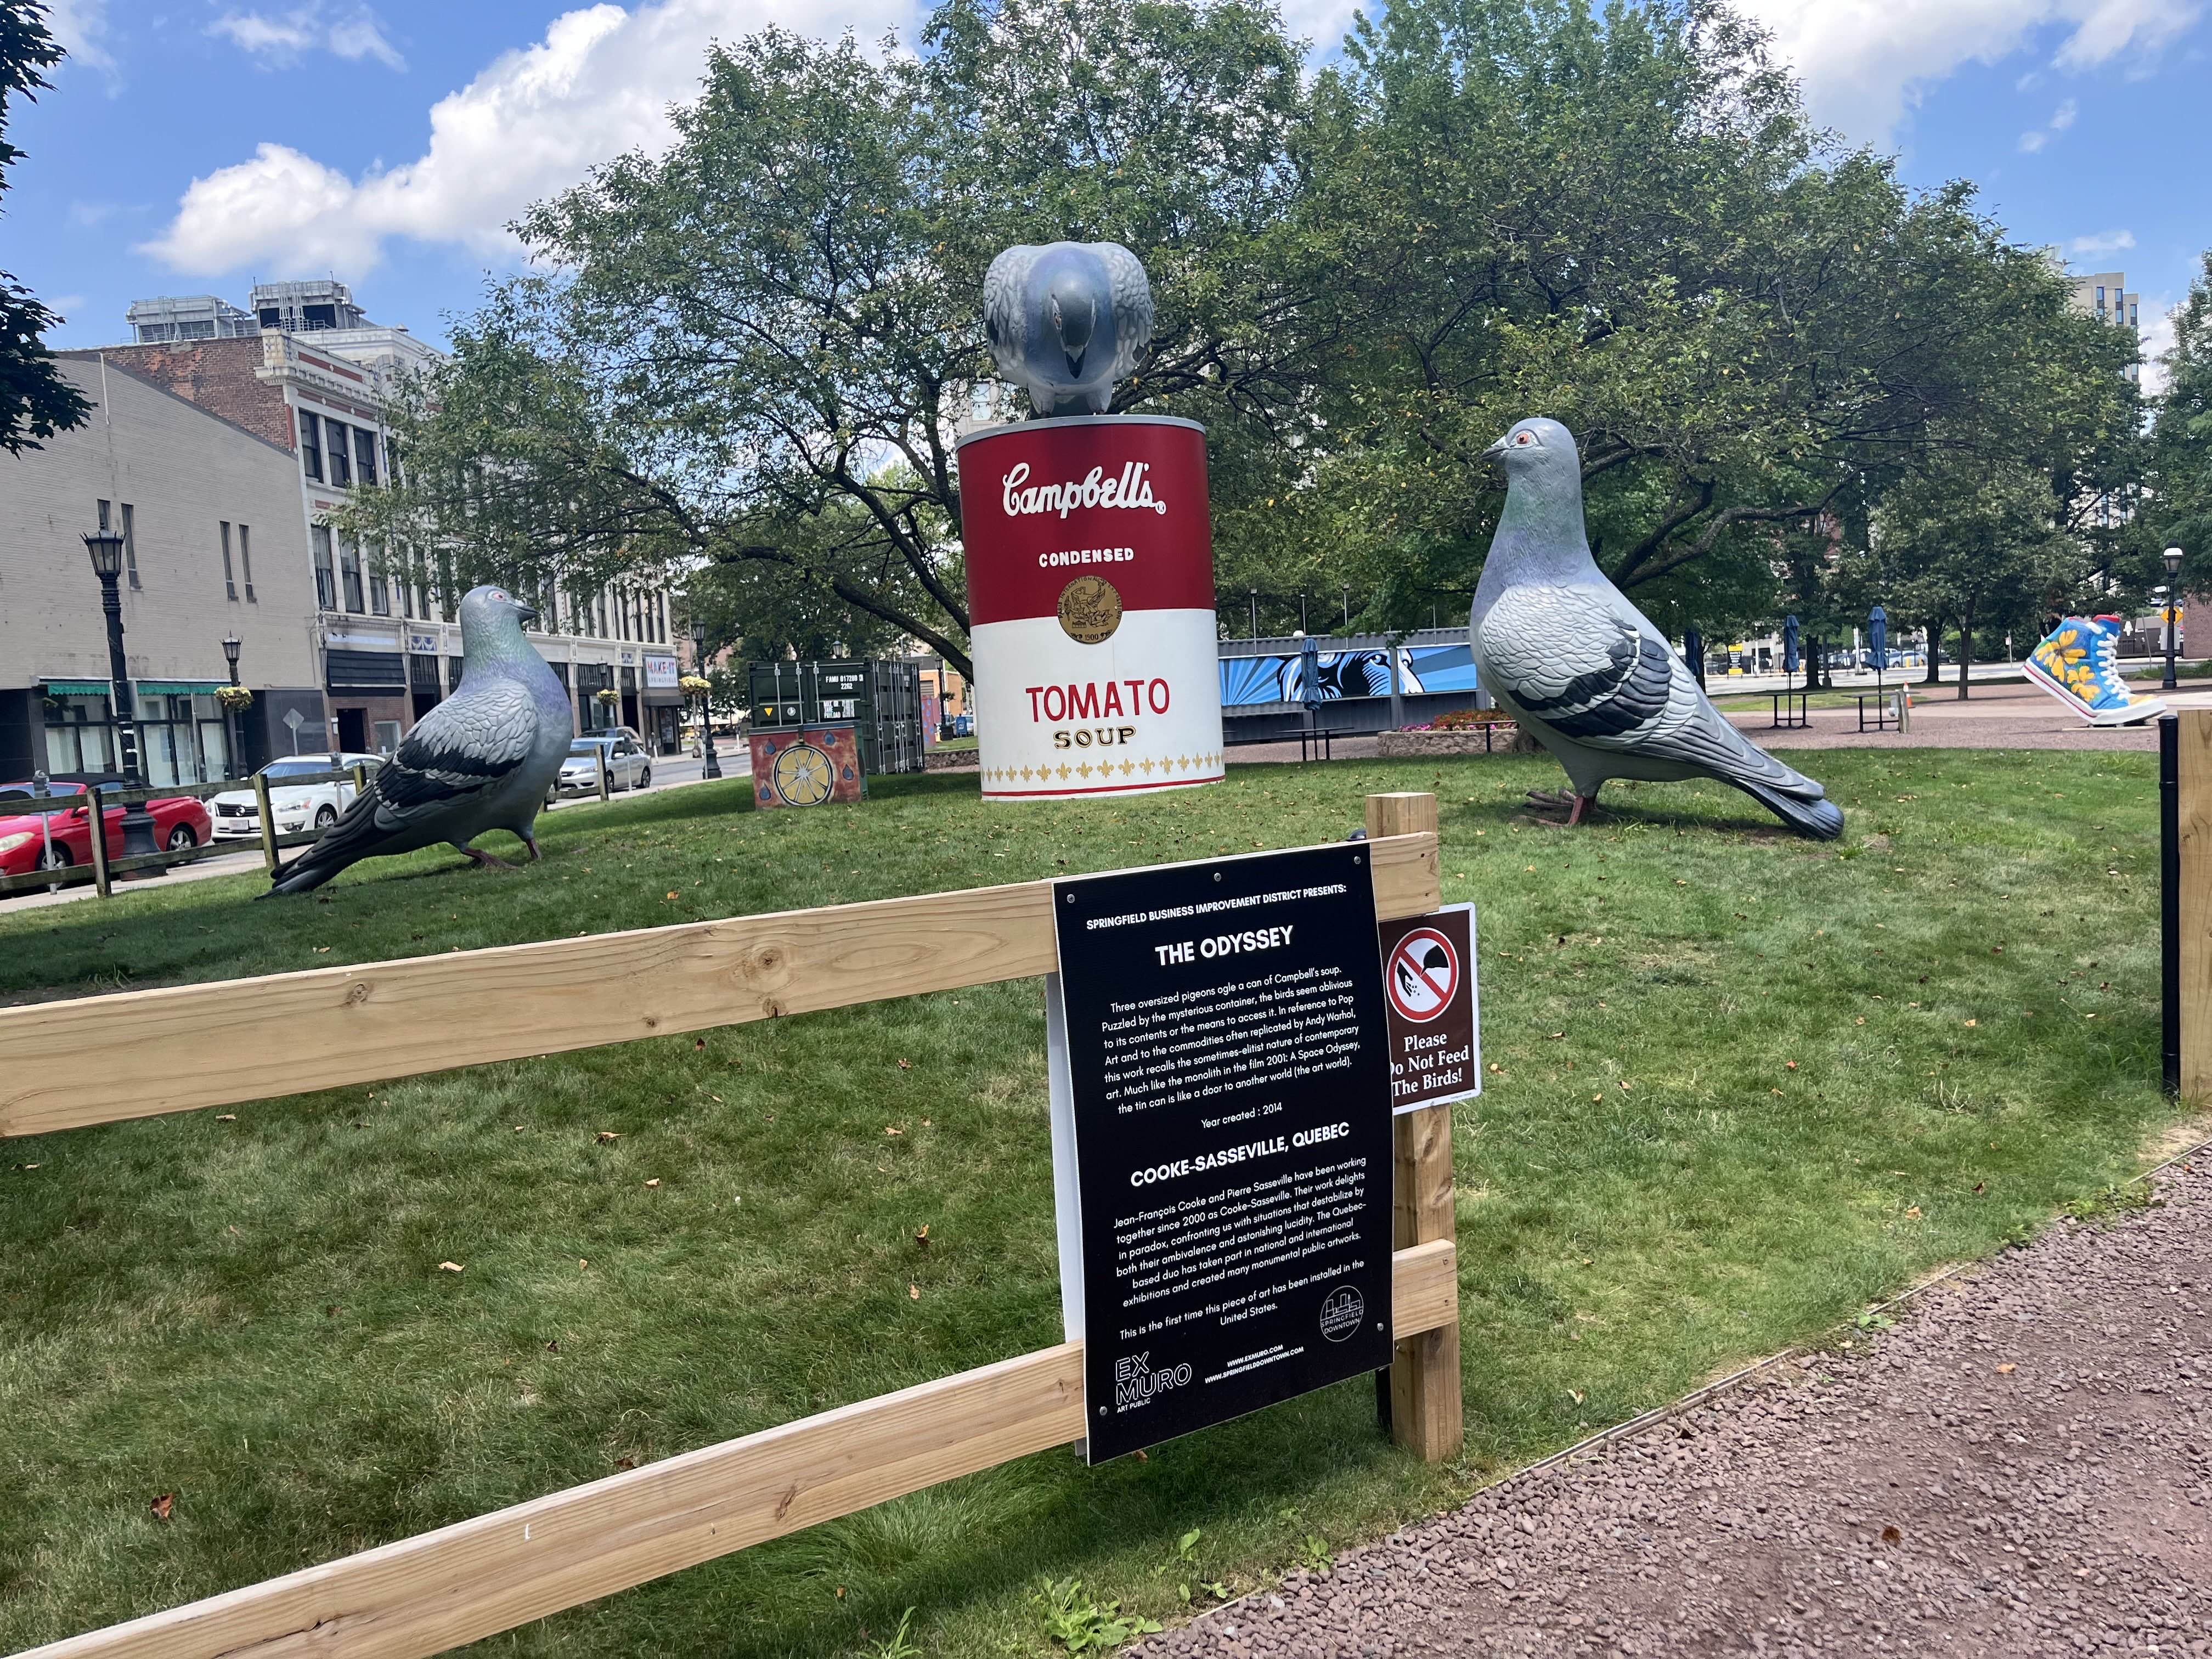 Campbell's®
CONDENSED
1900
TOMATO
SOUP
MAKE-IT
SPRINGFIELD
2262
SPRINGFIELD BUSINESS IMPROVEMENT DISTRICT PRESENTS:
THE ODYSSEY
Three oversized pigeons ogle a can of Campbell's soup.
Puzzled by the mysterious container, the birds seem oblivious
to its contents or the means to access it. In reference to Pop
Art and to the commodities often replicated by Andy Warhol,
this work recalls the sometimes-elitist nature of contemporary
art. Much like the monolith in the film 2001: A Space Odyssey,
the tin can is like a door to another world (the art world).
Year created : 2014
COOKE-SASSEVILLE, QUEBEC
Jean-François Cooke and Pierre Sasseville have been working
together since 2000 as Cooke-Sasseville. Their work delights
in paradox, confronting us with situations that destabilize by
both their ambivalence and astonishing lucidity. The Quebec-
based duo has taken part in national and international
exhibitions and created many monumental public artworks.
This is the first time this piece of art has been installed in the
United States.
EX
MURO
ART PUBLIC
WWW.EXMURO.COM
WWW.SPRINGFIELDDOWNTOWN.COM
SPRINGFIELD
DOWNTOWN
Please
Do Not Feed
The Birds!